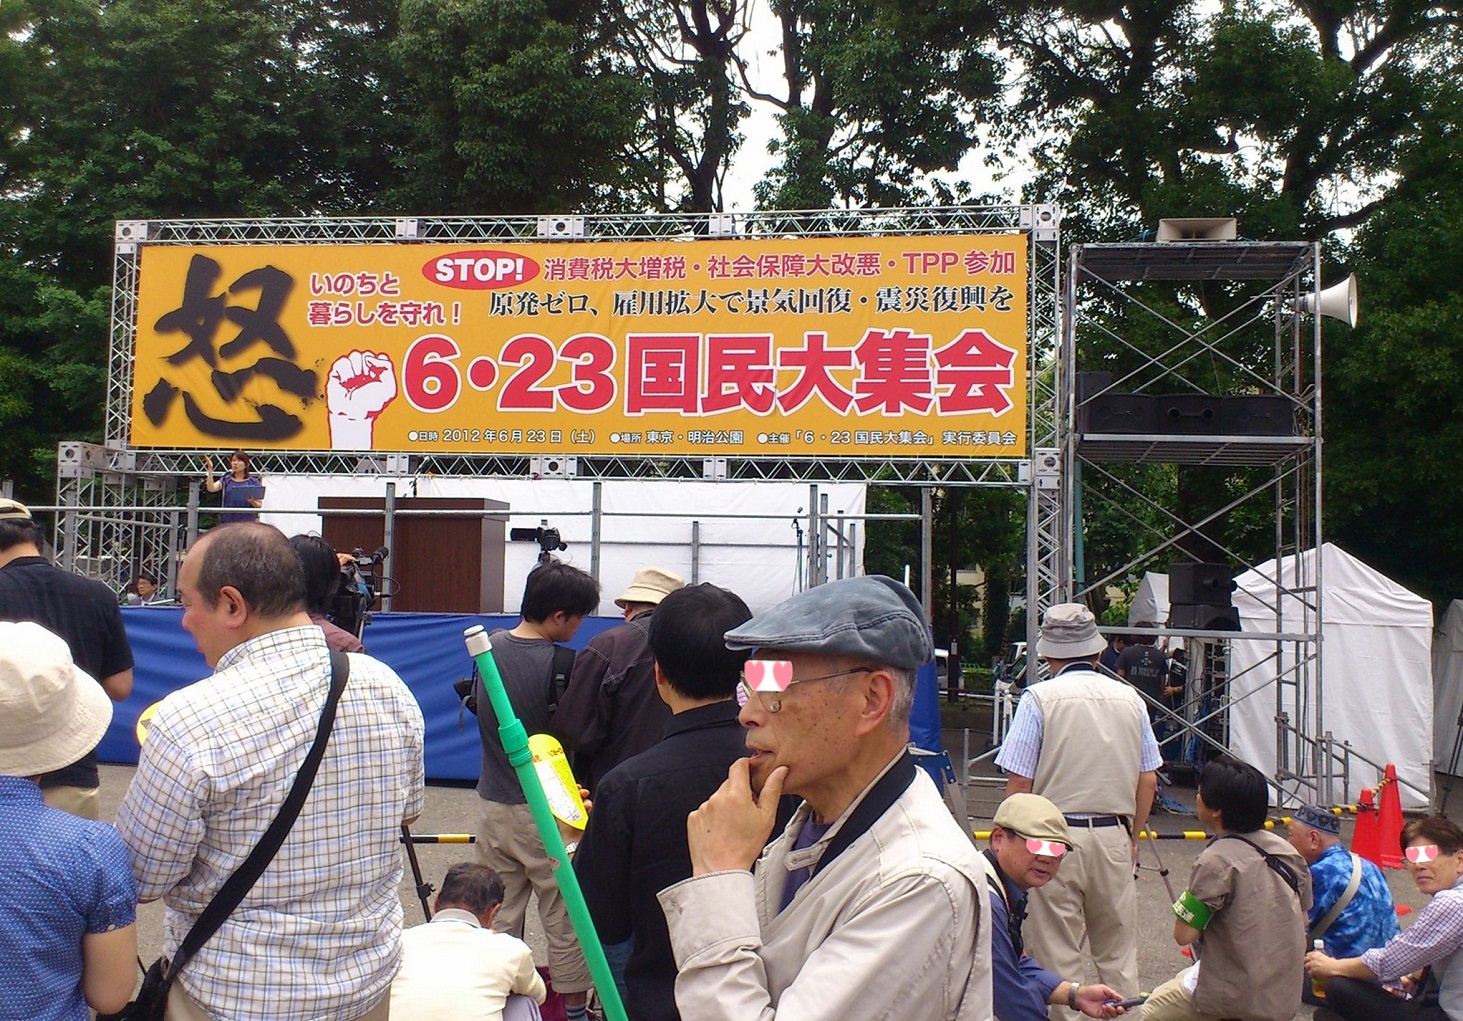 怒
いのちと
暮らしを守れ！
STOP! 消費税大増税・社会保障大改悪・TPP参加
原発ゼロ、雇用拡大で景気回復・震災復興を
6・23国民大集会
●日時 2012年6月23日（土） ●場所 東京・明治公園 ●主催「6・23国民大集会」実行委員会